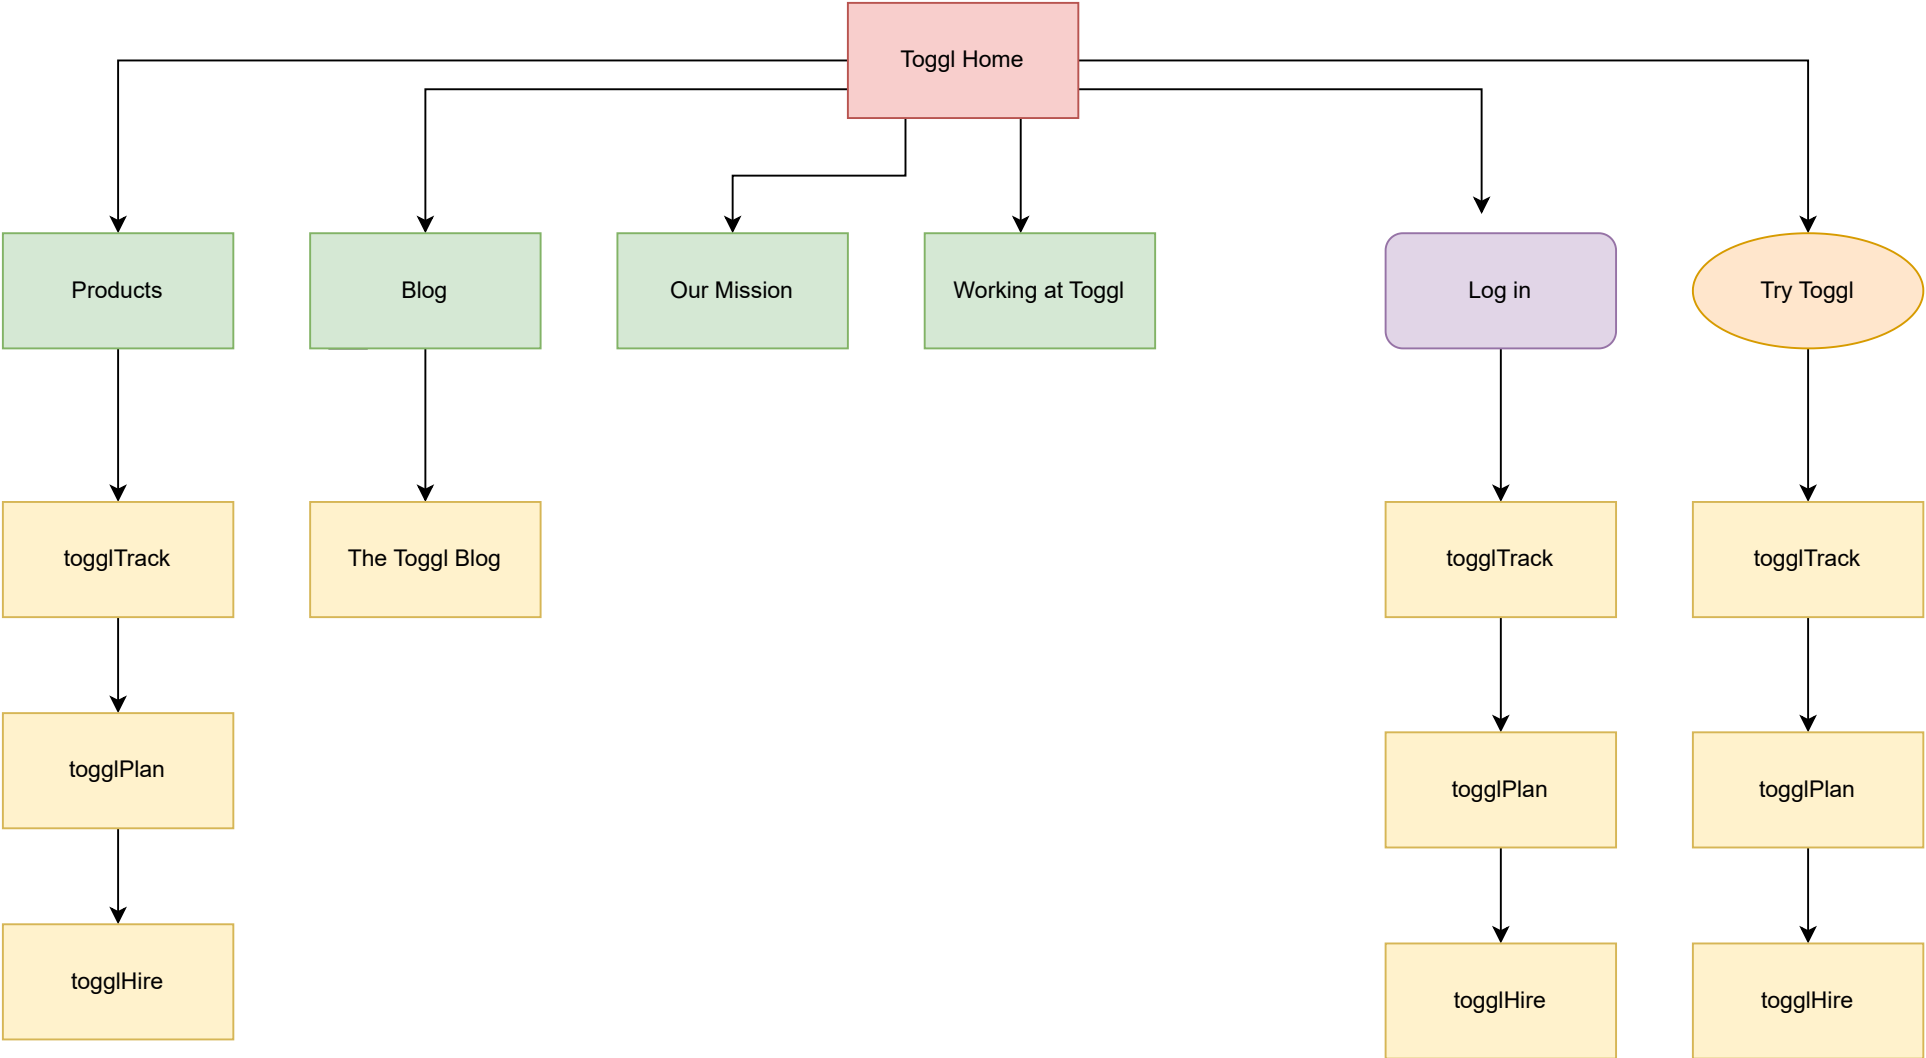 Toggl Home
Products
Blog
Our Mission
Working at Toggl
Log in
Try Toggl
togglTrack
The Toggl Blog
togglTrack
togglTrack
togglPlan
togglPlan
togglPlan
togglHire
togglHire
togglHire